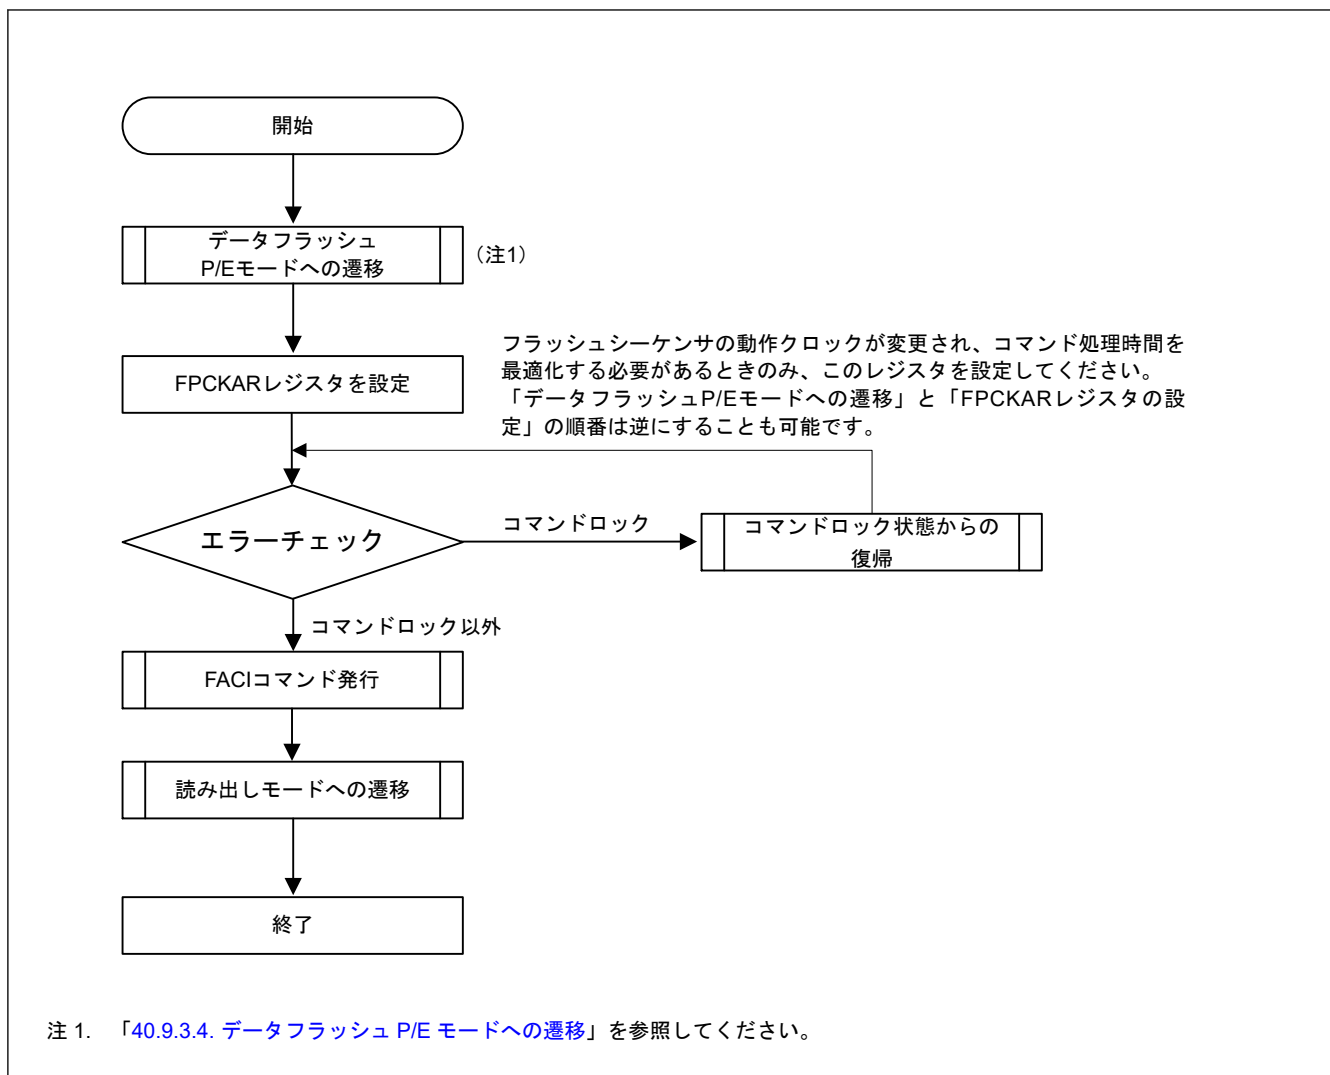 開始
データフラッシュ
P/Eモードへの遷移
（注1）
フラッシュシーケンサの動作クロックが変更され、コマンド処理時間を
最適化する必要があるときのみ、このレジスタを設定してください。
「データフラッシュP/Eモードへの遷移」と「FPCKARレジスタの設
定」の順番は逆にすることも可能です。
FPCKARレジスタを設定
エラーチェック
コマンドロック
コマンドロック状態からの
復帰
コマンドロック以外
FACIコマンド発行
読み出しモードへの遷移
終了
注 1. 「40.9.3.4. データフラッシュ P/E モードへの遷移」を参照してください。